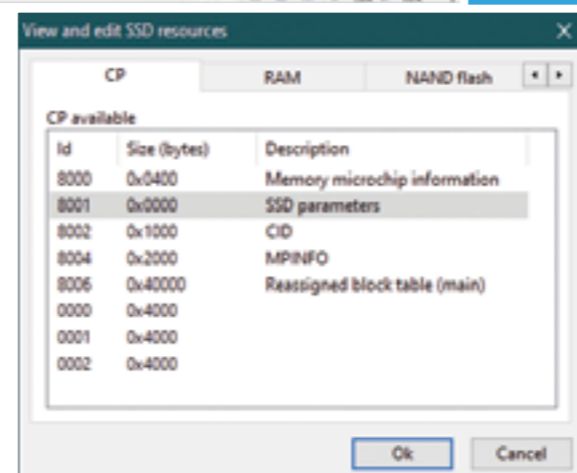 View and edit SSD resources
CP RAM NAND flash
CP available
Id Size (bytes) Description
8000 0x0400 Memory microchip information
8001 0x0000 SSD parameters
8002 0x1000 CID
8004 0x2000 MPINFO
8006 0x40000 Reassigned block table (main)
0000 0x4000
0001 0x4000
0002 0x4000
Ok Cancel